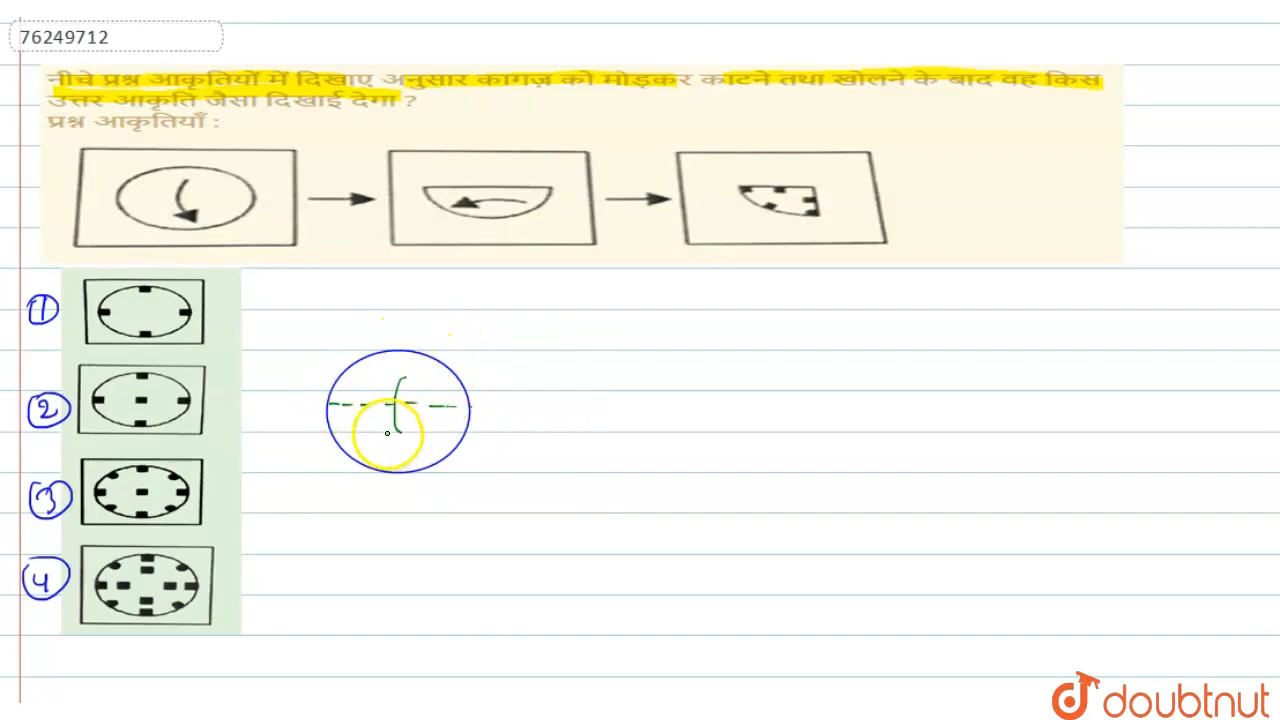 76249712
नीचे प्रश्न आकृतियों में दिखाए अनुसार कागज़ को मोड़कर काटने तथा खोलने के बाद वह किस
उत्तर आकृति जैसा दिखाई देगा ?
प्रश्न आकृतियाँ :
1
2
3
4
doubtnut